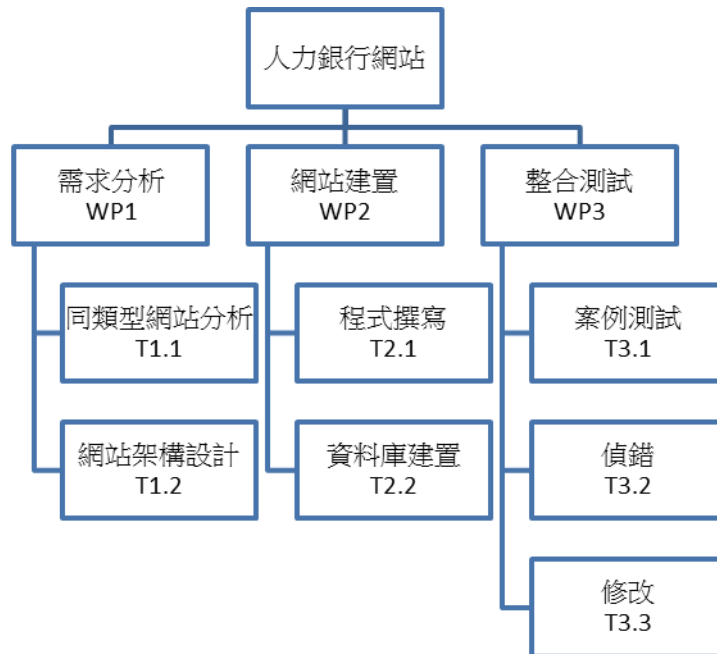 人力銀行網站
需求分析
WP1
網站建置
WP2
整合測試
WP3
同類型網站分析
T1.1
程式撰寫
T2.1
案例測試
T3.1
網站架構設計
T1.2
資料庫建置
T2.2
偵錯
T3.2
修改
T3.3